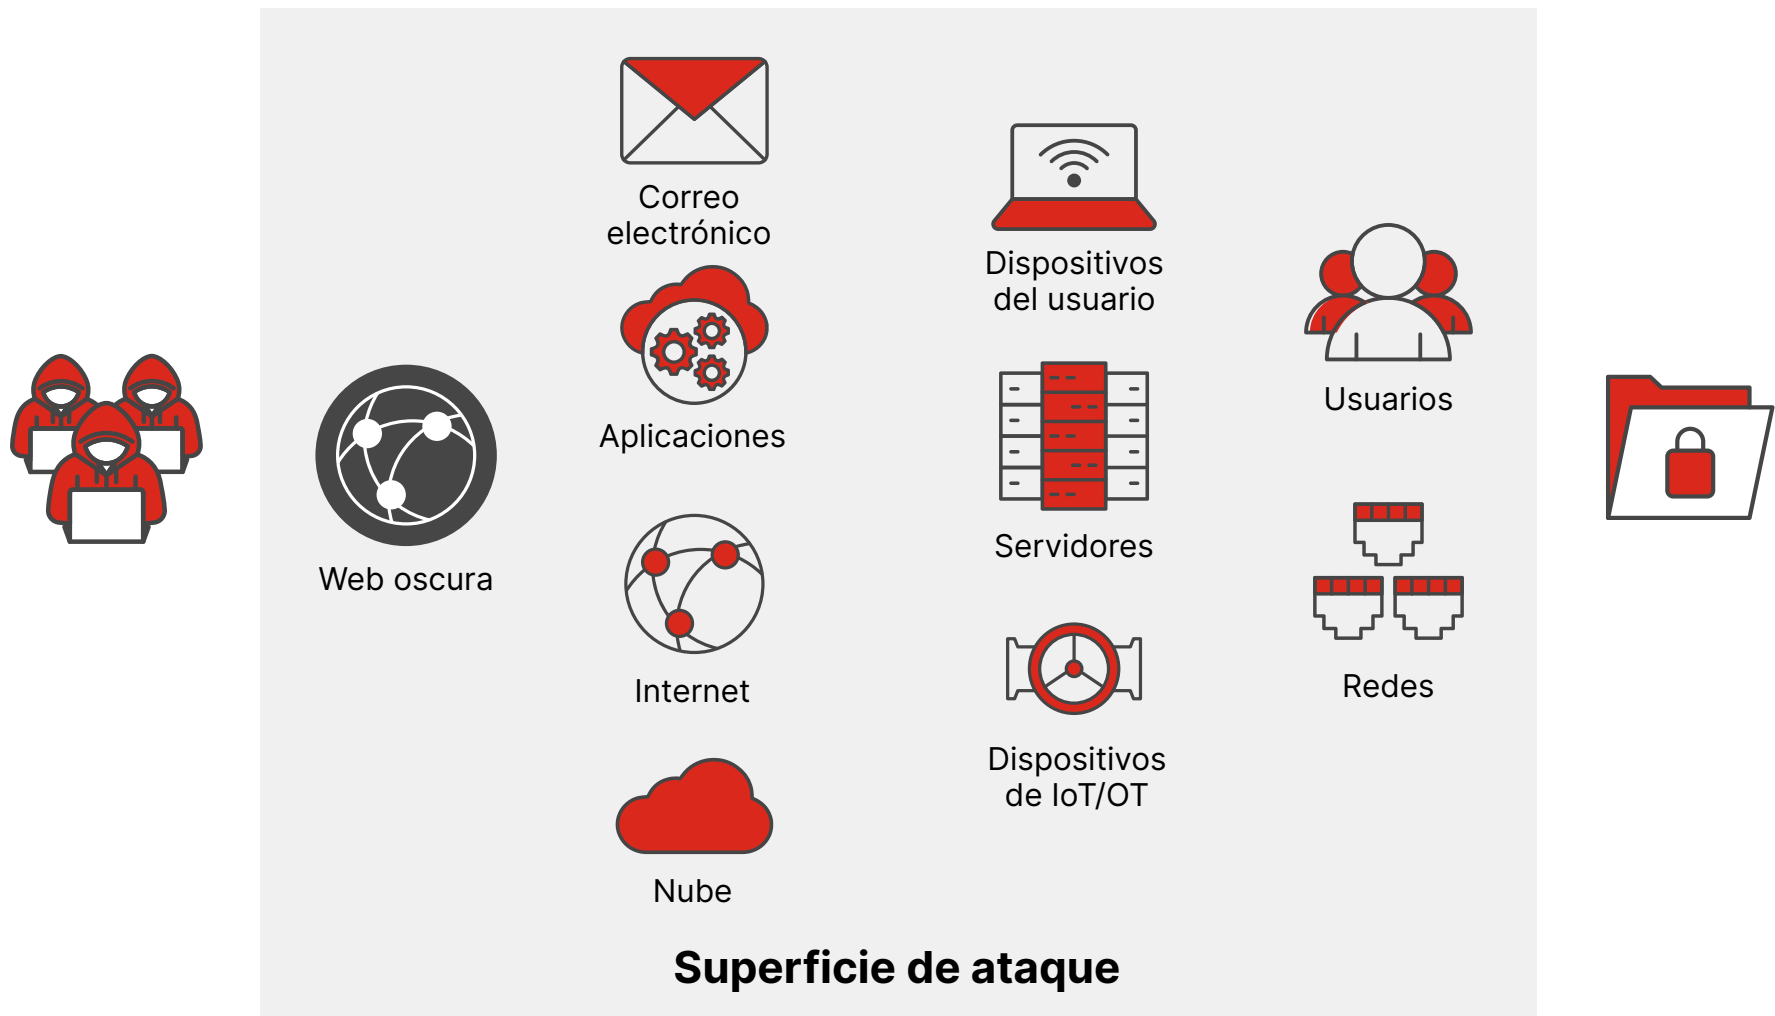 Web oscura
Correo
electrónico
Aplicaciones
Internet
Nube
Dispositivos
del usuario
Servidores
Dispositivos
de IoT/OT
Usuarios
Redes
Superficie de ataque